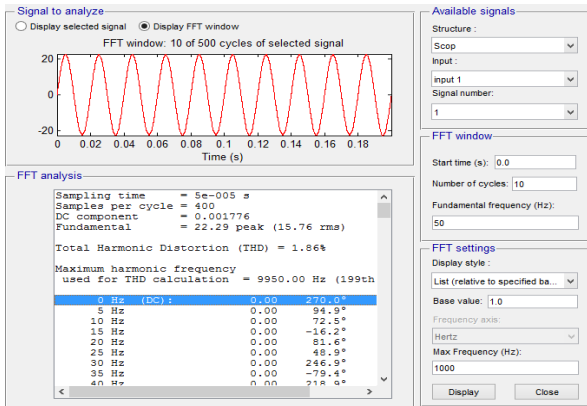 Signal to analyze
Display selected signal Display FFT window
FFT window: 10 of 500 cycles of selected signal
20
0
-20
0 0.02 0.04 0.06 0.08 0.1 0.12 0.14 0.16 0.18
Time (s)
FFT analysis
Sampling time = 5e-005 s
Samples per cycle = 400
DC component = 0.001776
Fundamental = 22.29 peak (15.76 rms)
Total Harmonic Distortion (THD) = 1.86%
Maximum harmonic frequency
used for THD calculation = 9950.00 Hz (199th
0 Hz (DC): 0.00 270.0°
5 Hz 0.00 94.9°
10 Hz 0.00 72.5°
15 Hz 0.00 -16.2°
20 Hz 0.00 81.6°
25 Hz 0.00 48.9°
30 Hz 0.00 246.9°
35 Hz 0.00 -79.4°
40 Hz 0.00 218.9°
Available signals
Structure :
Scop
Input :
input 1
Signal number:
1
FFT window
Start time (s): 0.0
Number of cycles: 10
Fundamental frequency (Hz):
50
FFT settings
Display style :
List (relative to specified ba...
Base value: 1.0
Frequency axis:
Hertz
Max Frequency (Hz):
1000
Display Close